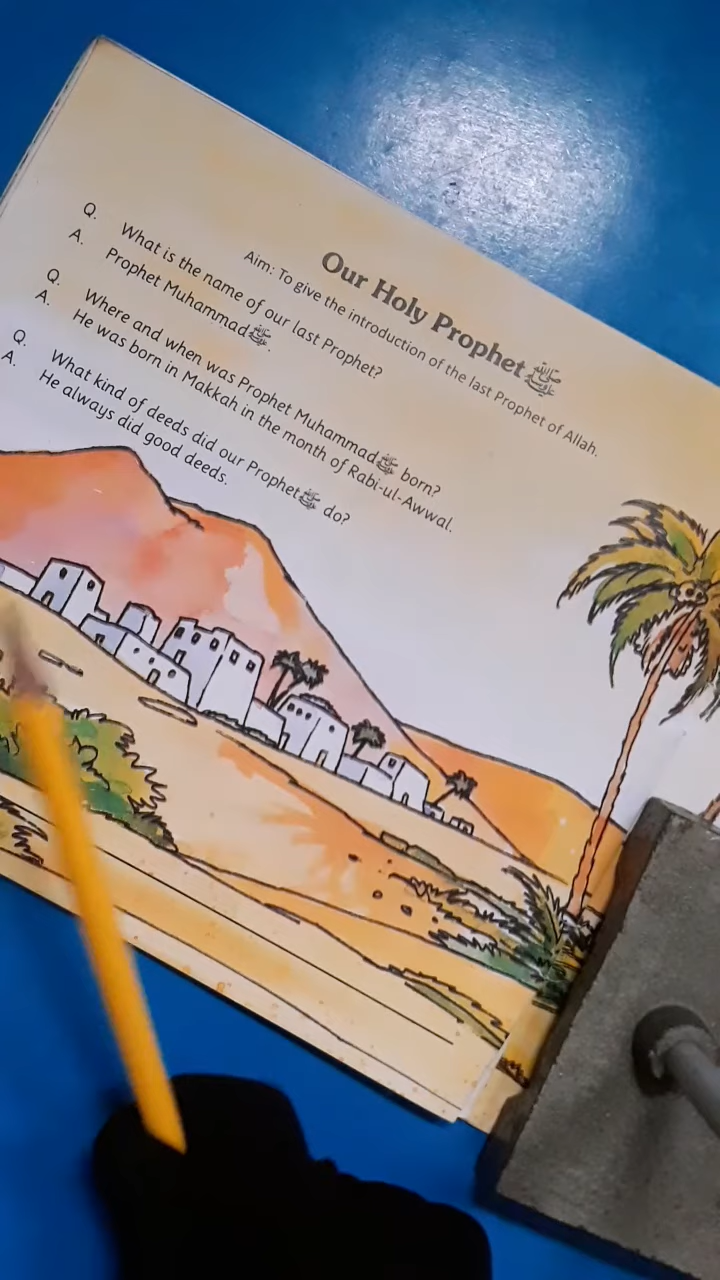 Our Holy Prophet ﷺ
Aim: To give the introduction of the last Prophet of Allah.
Q. What is the name of our last Prophet?
A. Prophet Muhammad ﷺ.
Q. Where and when was Prophet Muhammad ﷺ born?
A. He was born in Makkah in the month of Rabi-ul-Awwal.
Q. What kind of deeds did our Prophet ﷺ do?
A. He always did good deeds.